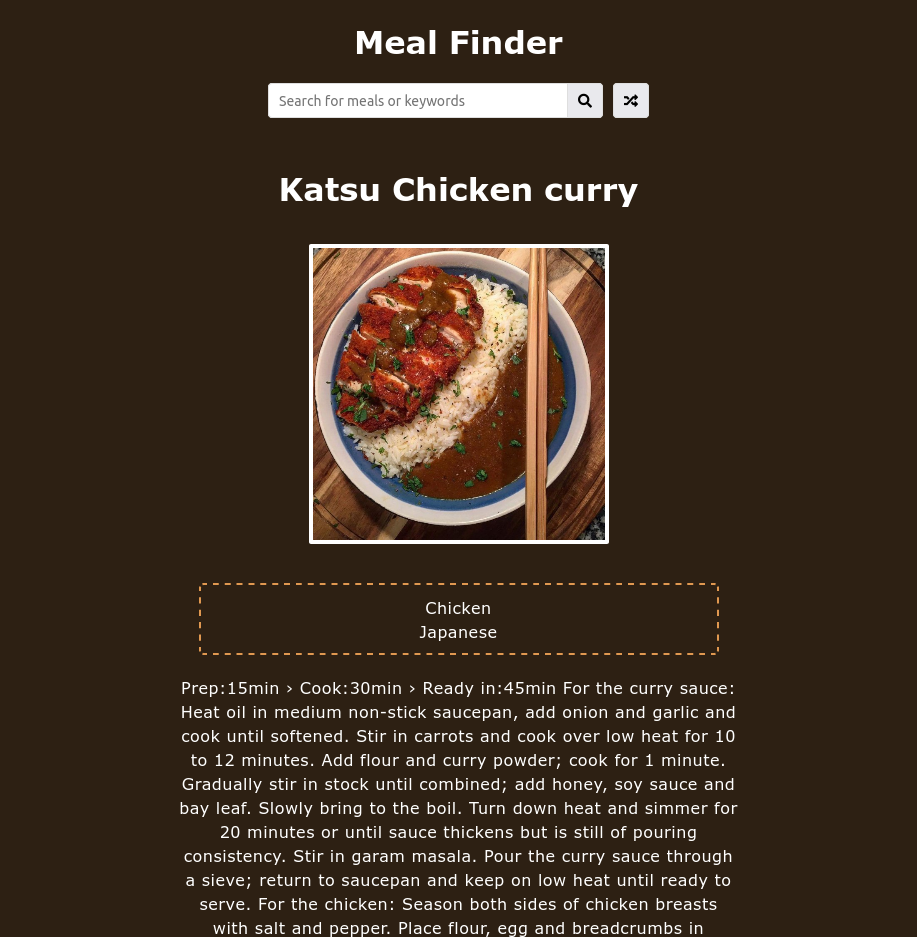 Meal Finder
Search for meals or keywords
Katsu Chicken curry
Chicken
Japanese
Prep:15min › Cook:30min › Ready in:45min For the curry sauce:
Heat oil in medium non-stick saucepan, add onion and garlic and
cook until softened. Stir in carrots and cook over low heat for 10
to 12 minutes. Add flour and curry powder; cook for 1 minute.
Gradually stir in stock until combined; add honey, soy sauce and
bay leaf. Slowly bring to the boil. Turn down heat and simmer for
20 minutes or until sauce thickens but is still of pouring
consistency. Stir in garam masala. Pour the curry sauce through
a sieve; return to saucepan and keep on low heat until ready to
serve. For the chicken: Season both sides of chicken breasts
with salt and pepper. Place flour, egg and breadcrumbs in